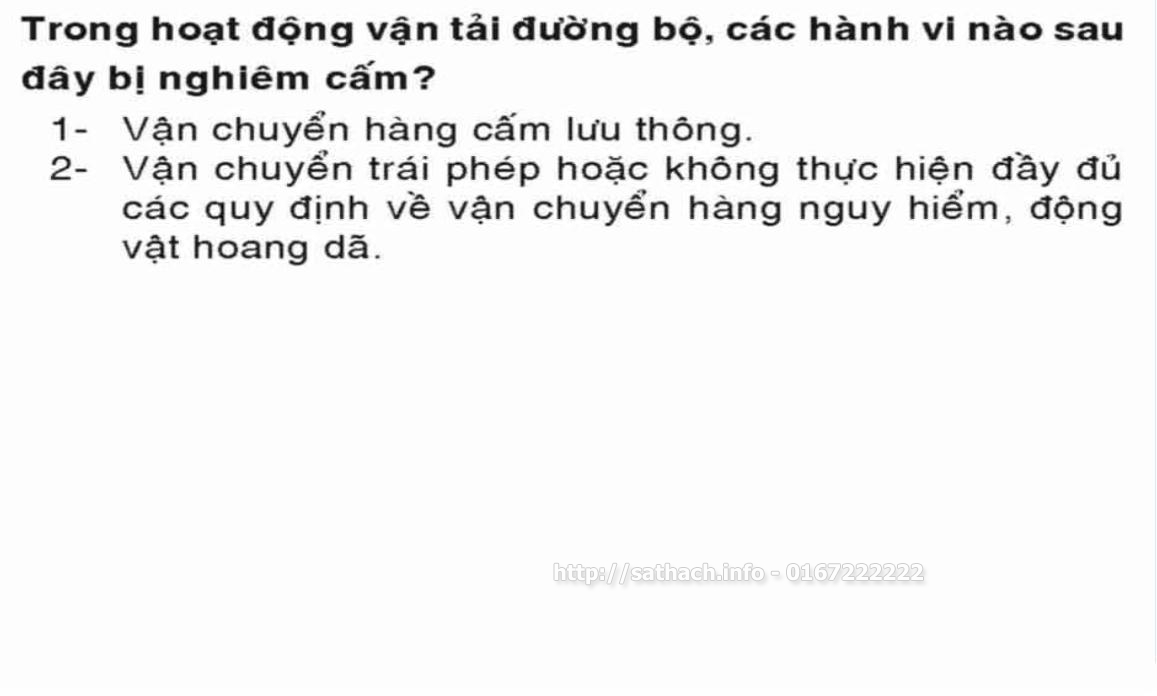 Trong hoạt động vận tải đường bộ, các hành vi nào sau
đây bị nghiêm cấm?
1- Vận chuyển hàng cấm lưu thông.
2- Vận chuyển trái phép hoặc không thực hiện đầy đủ
các quy định về vận chuyển hàng nguy hiểm, động
vật hoang dã.
http://sathach.info - 0167222222